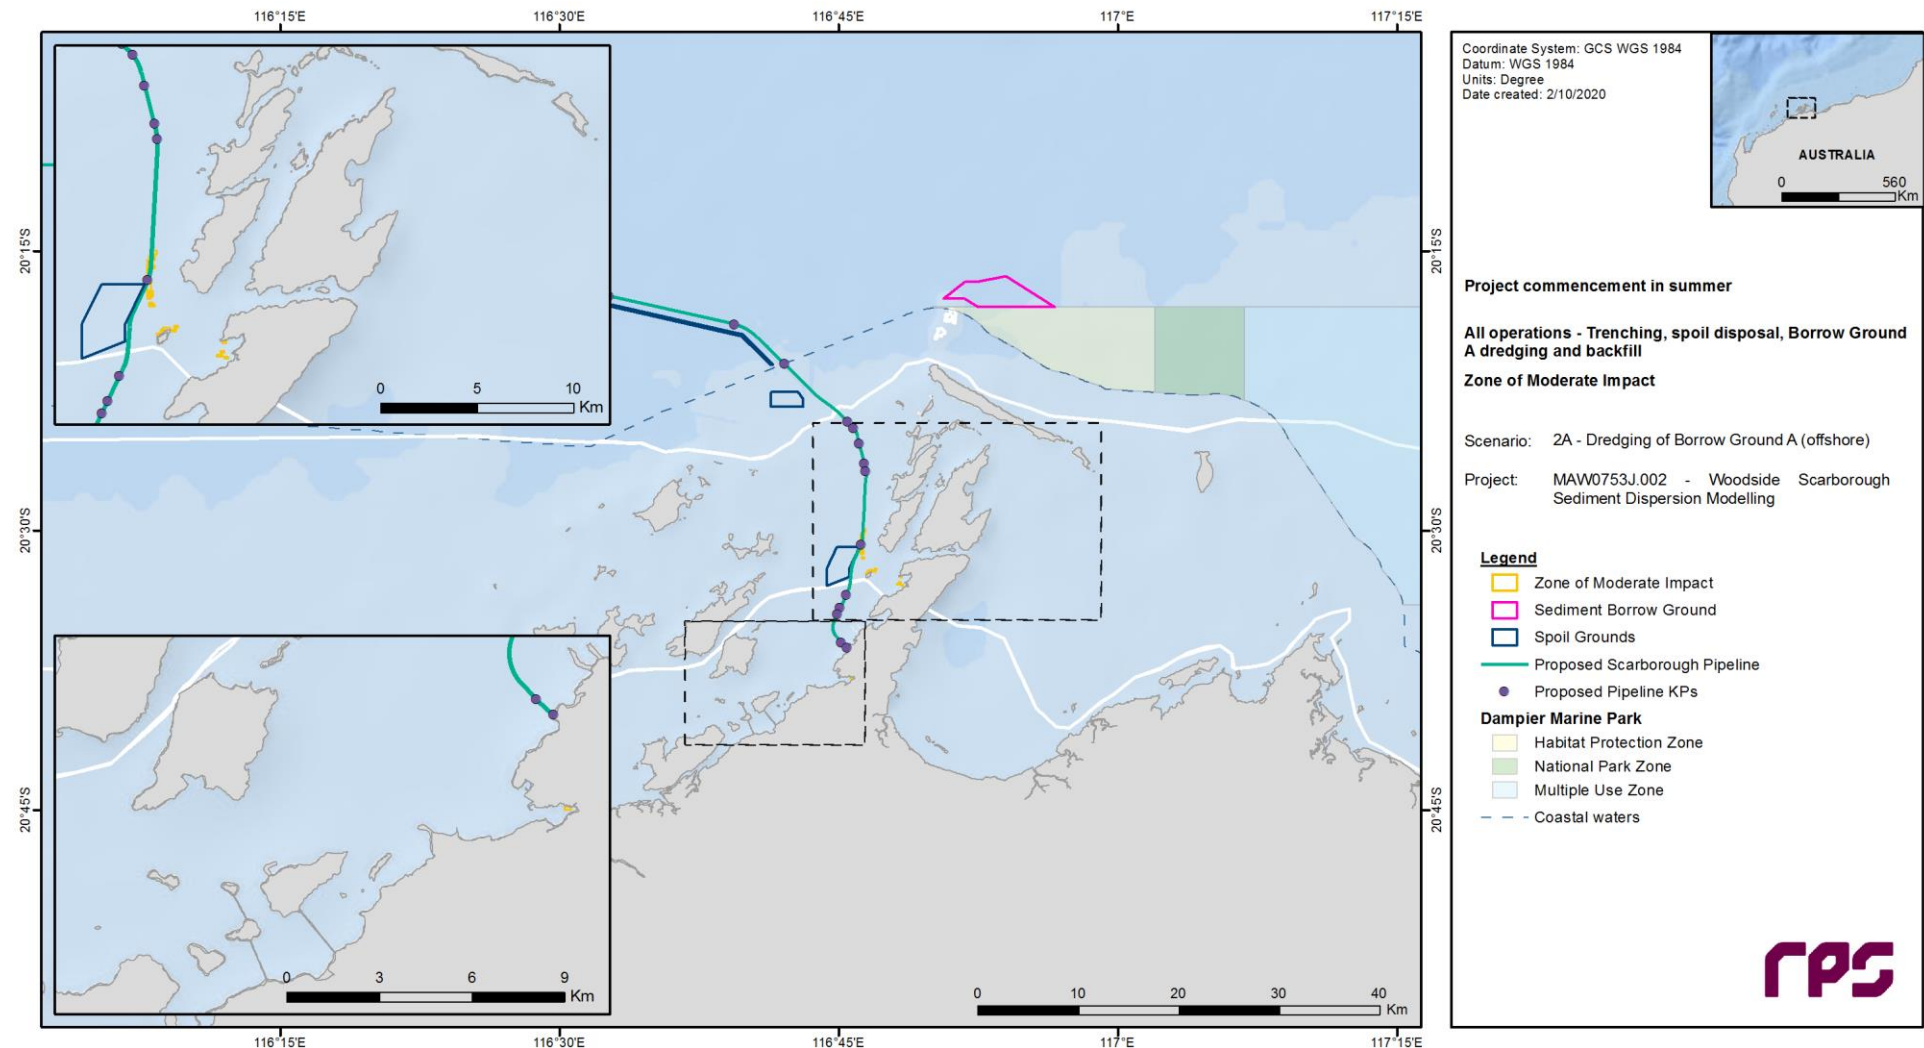 116°15'E
116°30'E
116°45'E
117°E
117°15'E
20°15'S
20°30'S
20°45'S
0 5 10
Km
0 3 6 9
Km
0 10 20 30 40
Km
20°15'S
20°30'S
20°45'S
116°15'E
116°30'E
116°45'E
117°E
117°15'E
Coordinate System: GCS WGS 1984
Datum: WGS 1984
Units: Degree
Date created: 2/10/2020
AUSTRALIA
0 560
Km
Project commencement in summer
All operations - Trenching, spoil disposal, Borrow Ground
A dredging and backfill
Zone of Moderate Impact
Scenario: 2A - Dredging of Borrow Ground A (offshore)
Project: MAW0753J.002 - Woodside Scarborough
Sediment Dispersion Modelling
Legend
Zone of Moderate Impact
Sediment Borrow Ground
Spoil Grounds
Proposed Scarborough Pipeline
Proposed Pipeline KPs
Dampier Marine Park
Habitat Protection Zone
National Park Zone
Multiple Use Zone
Coastal waters
rps